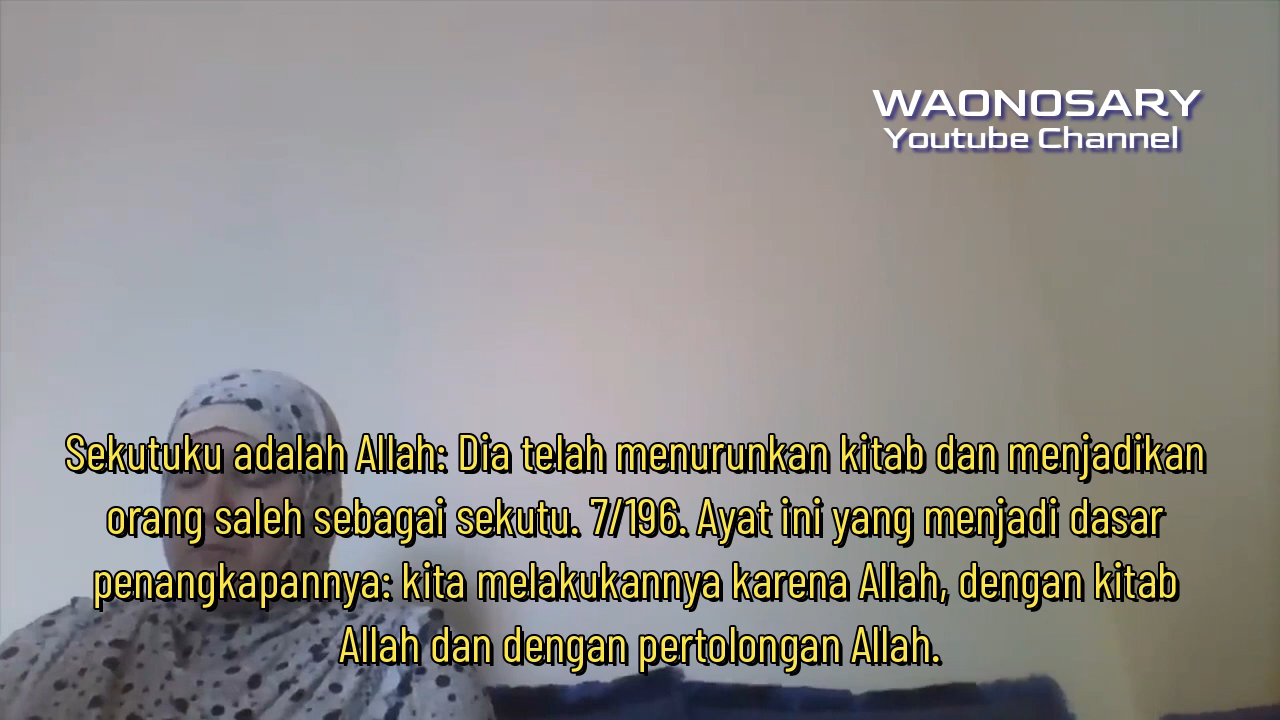 WAONOSARY
Youtube Channel
Sekutuku adalah Allah: Dia telah menurunkan kitab dan menjadikan
orang saleh sebagai sekutu. 7/196. Ayat ini yang menjadi dasar
penangkapannya: kita melakukannya karena Allah, dengan kitab
Allah dan dengan pertolongan Allah.